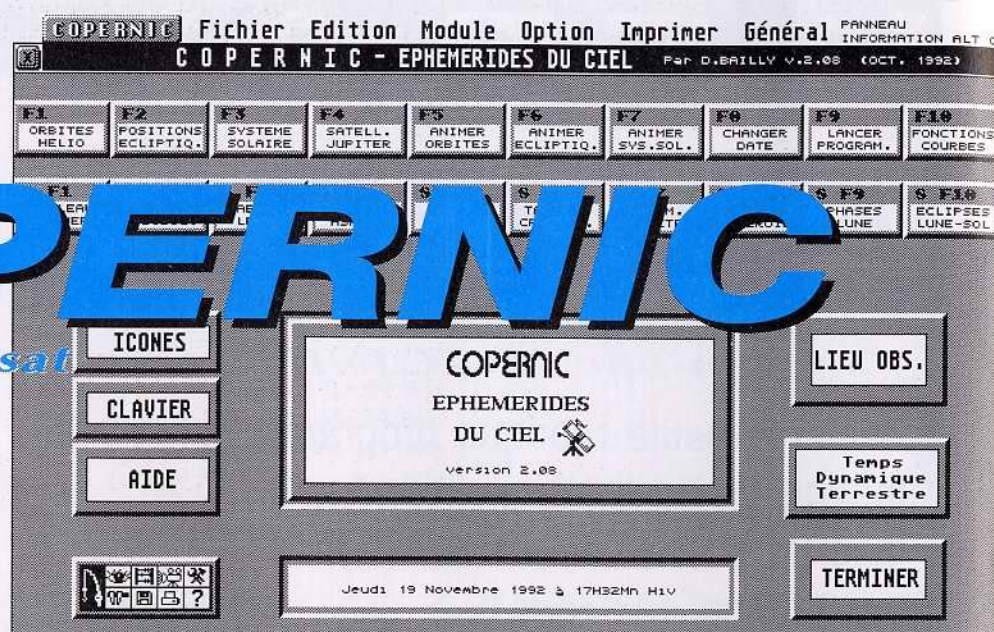 COPERNIC Fichier Edition Module Option Imprimer Général PANNEAU
INFORMATION ALT
COPERNIC - EPHEMERIDES DU CIEL Par D.BAILLY v.2.08 (OCT. 1992)
F1 F2 F3 F4 F5 F6 F7 F8 F9 F10
ORBITES POSITIONS SYSTEME SATELL. ANIMER ANIMER ANIMER CHANGER LANCER FONCTIONS
HELIO ECLIPTIQ. SOLAIRE JUPITER ORBITES ECLIPTIQ. SYS.SOL. DATE PROGRAM. COURBES
F1 S F9 S F10
PHASES ECLIPSES
LUNE LUNE-SOL
PERNIC
sat
ICONES
CLAVIER
AIDE
COPERNIC
EPHEMERIDES
DU CIEL
version 2.08
LIEU OBS.
Temps
Dynamique
Terrestre
?
Jeudi 19 Novembre 1992 à 17H32Mn Hiv
TERMINER